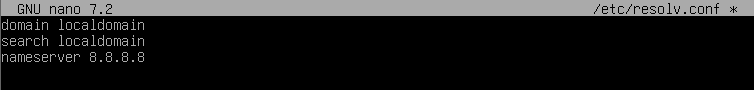 GNU nano 7.2 /etc/resolv.conf *
domain localdomain
search localdomain
nameserver 8.8.8.8